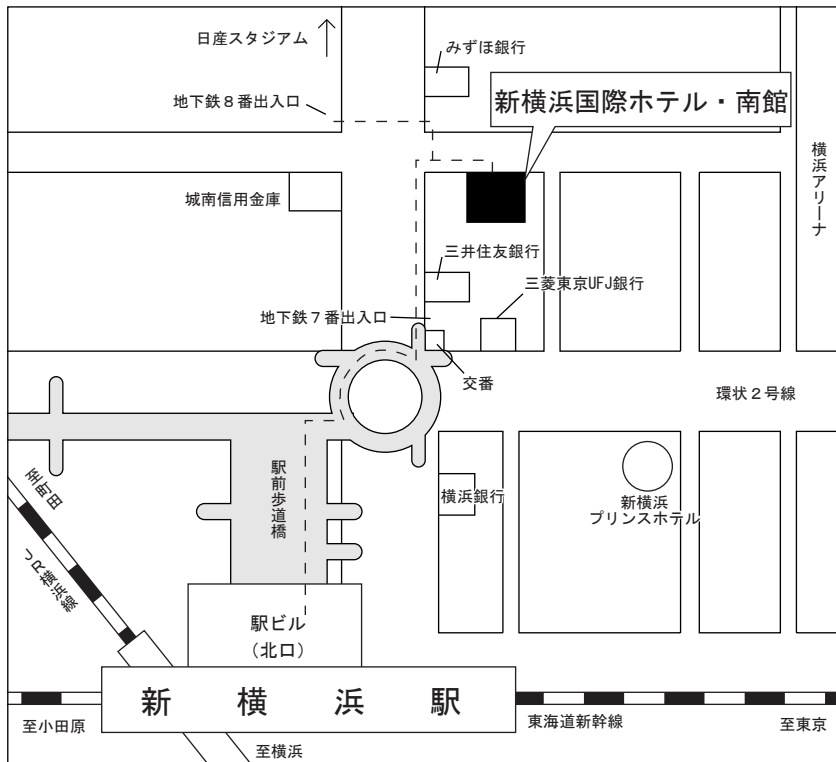 日産スタジアム
みずほ銀行
地下鉄８番出入口
新横浜国際ホテル・南館
横浜アリーナ
城南信用金庫
三井住友銀行
三菱東京UFJ銀行
地下鉄７番出入口
交番
環状２号線
駅前歩道橋
横浜銀行
新横浜
プリンスホテル
至町田
JR横浜線
駅ビル
（北口）
新横浜駅
至小田原
至横浜
東海道新幹線
至東京